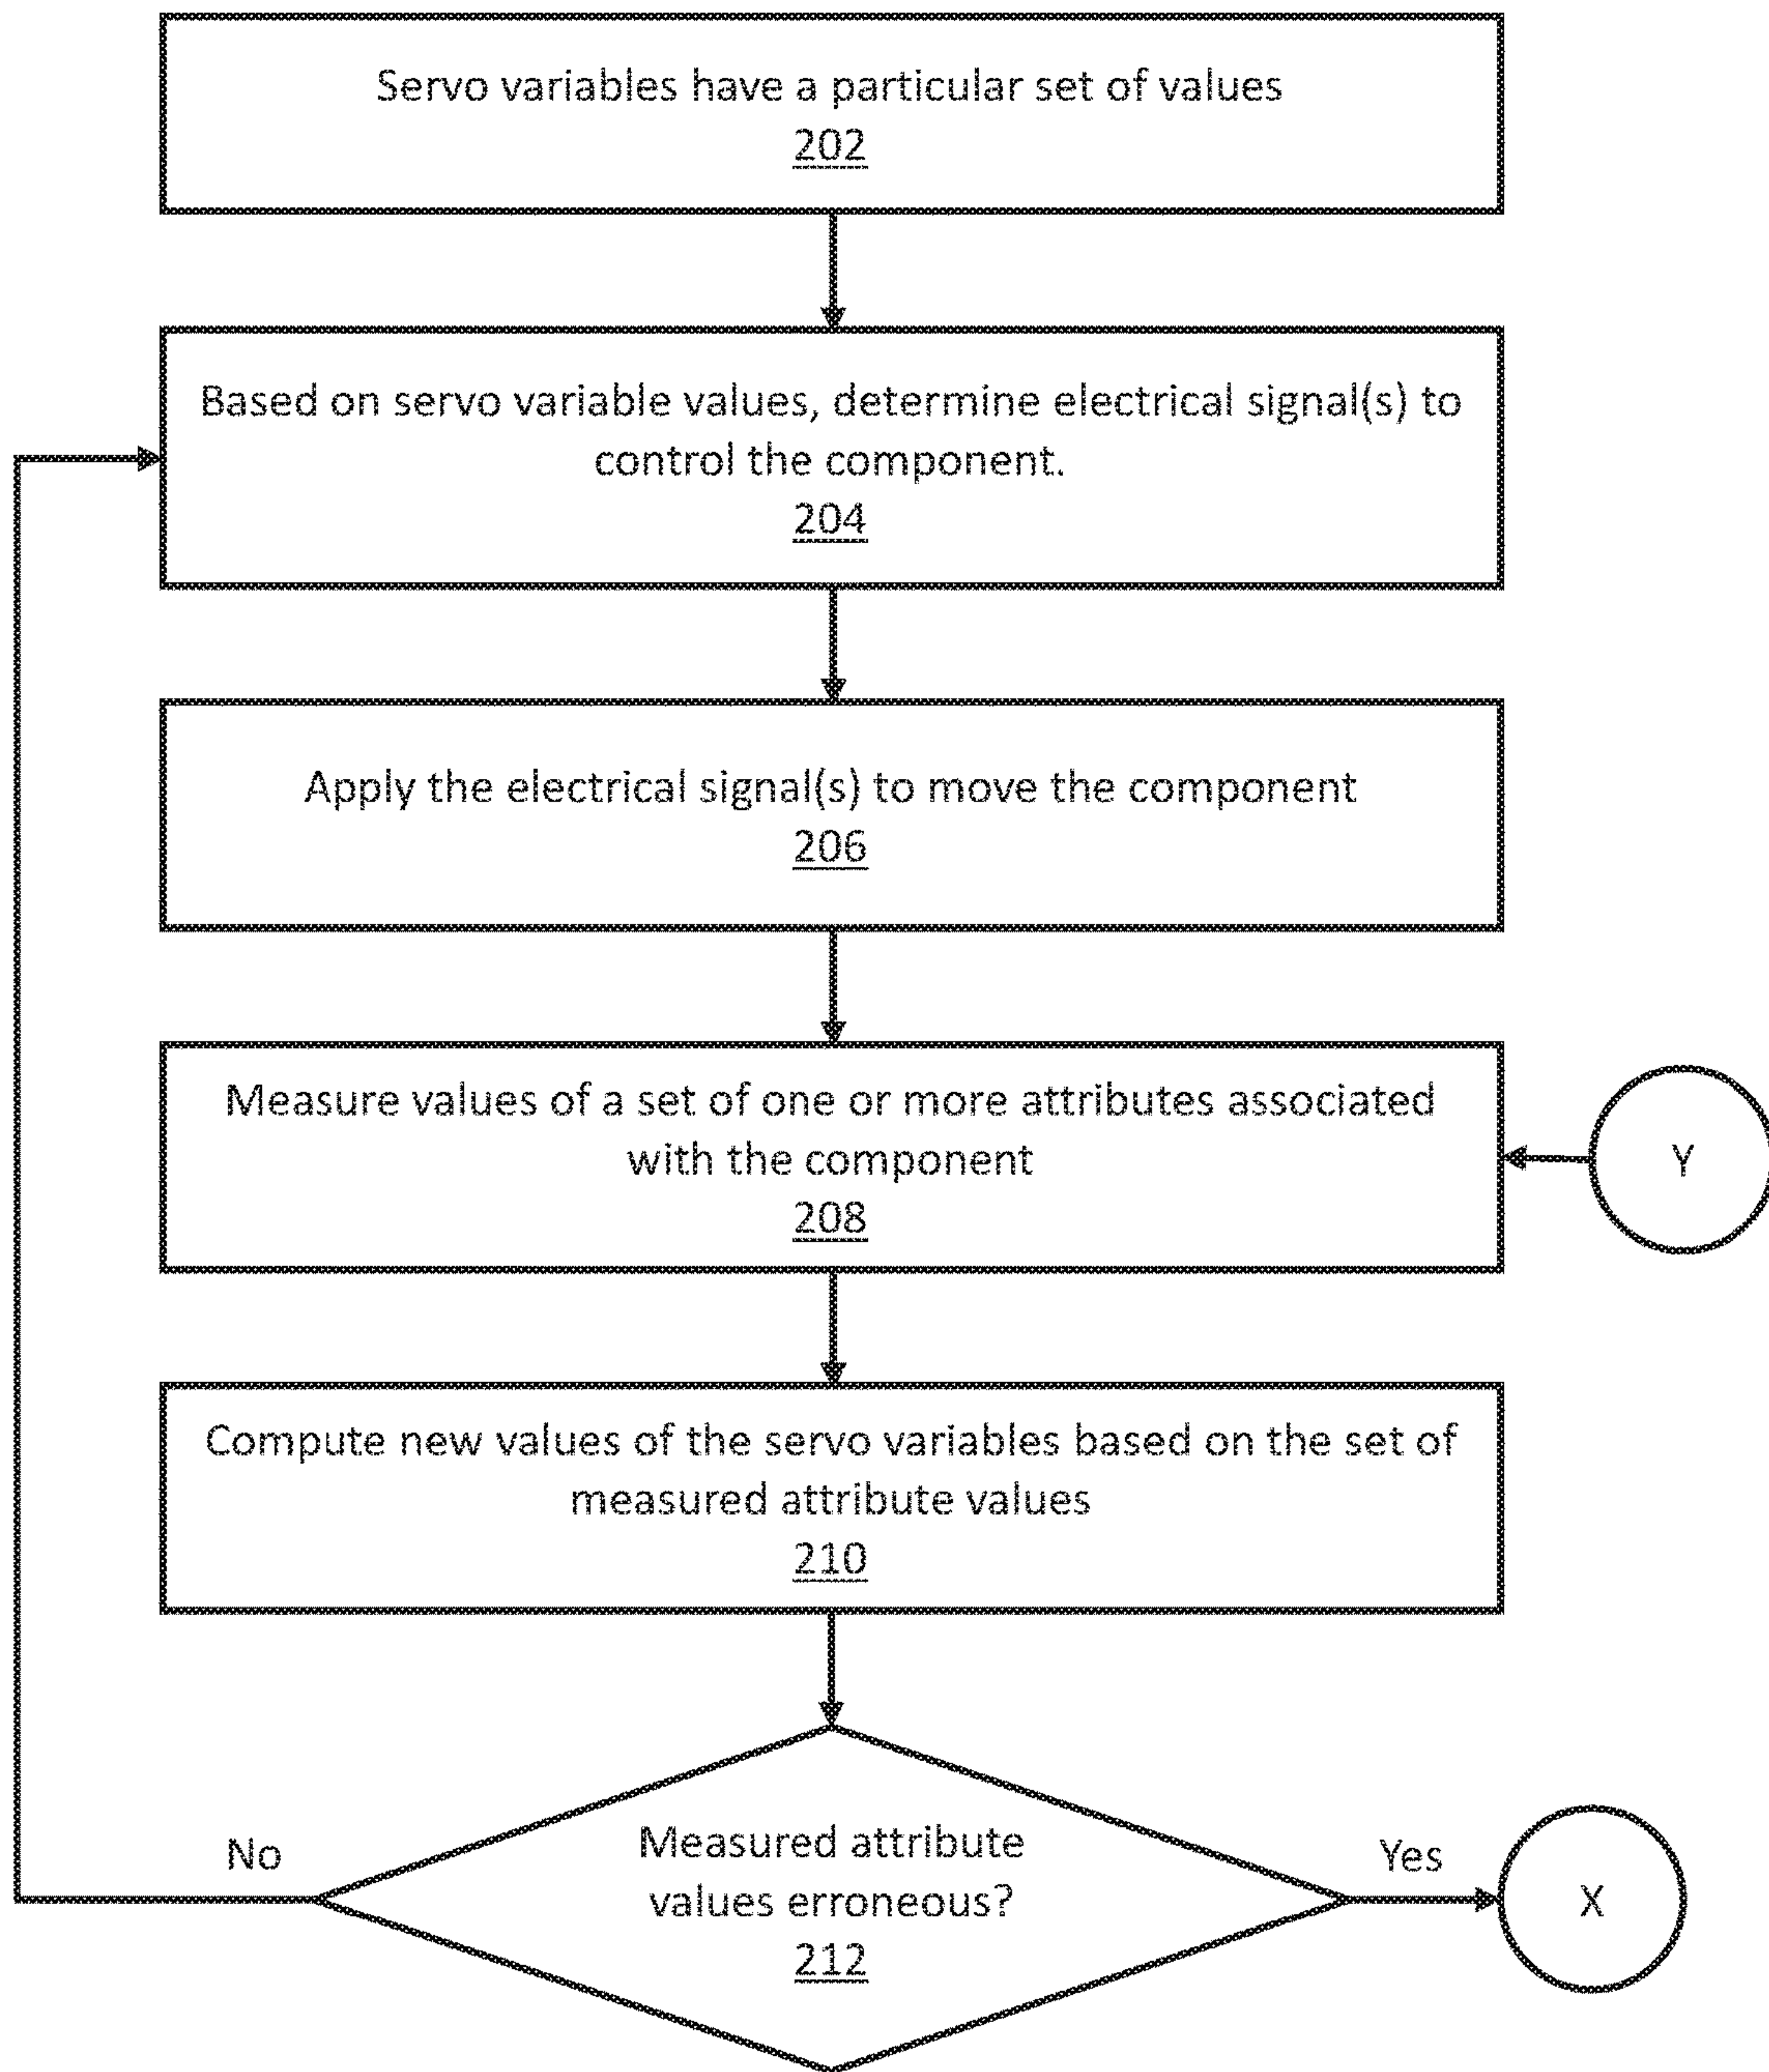 Servo variables have a particular set of values
202
Based on servo variable values, determine electrical signal(s) to
control the component.
204
Apply the electrical signal(s) to move the component
206
Measure values of a set of one or more attributes associated
with the component
208
Y
Compute new values of the servo variables based on the set of
measured attribute values
210
No
Measured attribute
values erroneous?
212
Yes
X